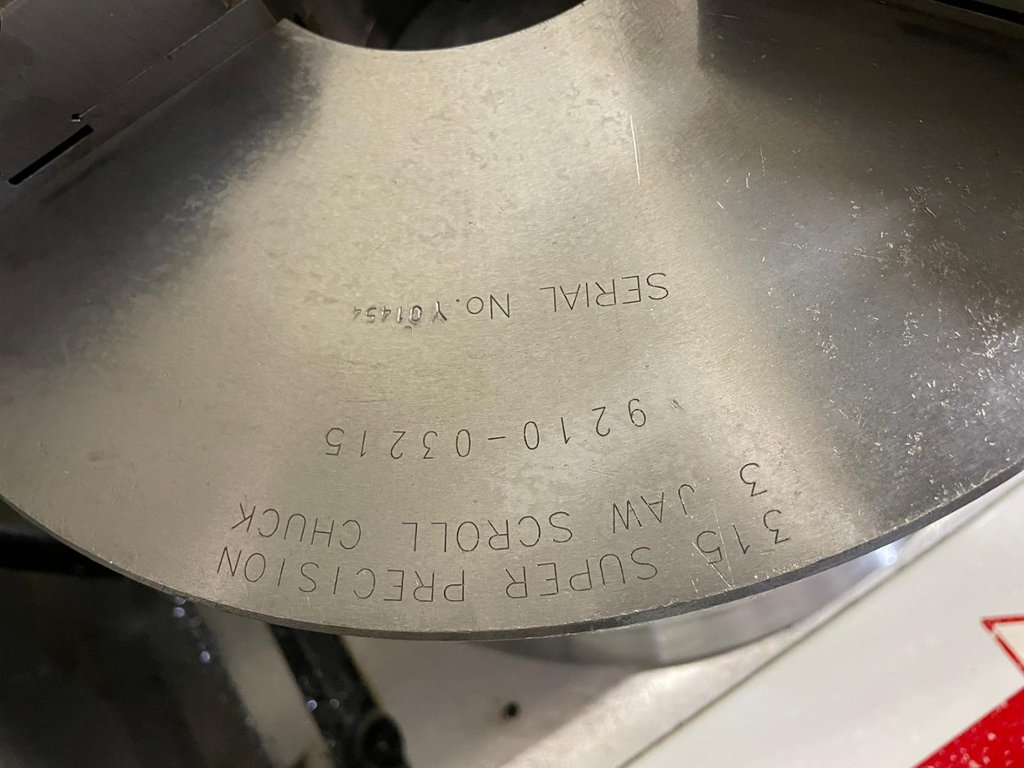 315 SUPER PRECISION
3 JAW SCROLL CHUCK
9210-03215
SERIAL No. Y01454